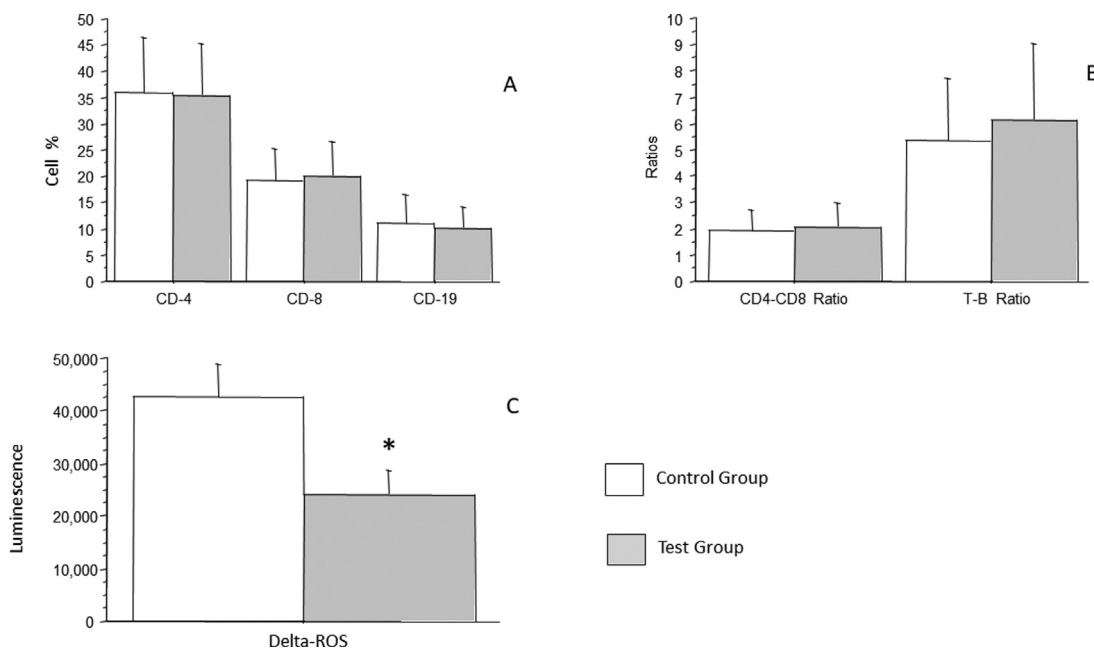 50
45
40
35
30
25
20
15
10
5
0
Cell %
A
CD-4 CD-8 CD-19
10
9
8
7
6
5
4
3
2
1
0
Ratios
B
CD4-CD8 Ratio T-B Ratio
50,000
40,000
30,000
20,000
10,000
0
Luminescence
C
*
Delta-ROS
Control Group
Test Group